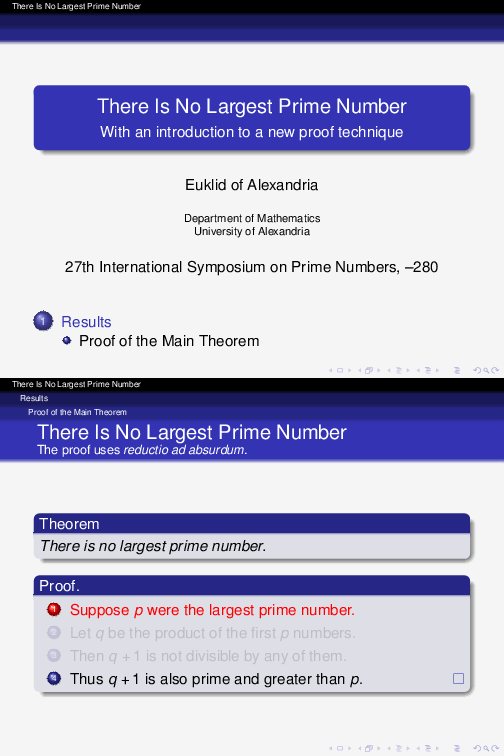 There Is No Largest Prime Number
There Is No Largest Prime Number
With an introduction to a new proof technique
Euklid of Alexandria
Department of Mathematics
University of Alexandria
27th International Symposium on Prime Numbers, –280
1 Results
Proof of the Main Theorem
There Is No Largest Prime Number
Results
Proof of the Main Theorem
There Is No Largest Prime Number
The proof uses reductio ad absurdum.
Theorem
There is no largest prime number.
Proof.
1 Suppose p were the largest prime number.
2 Let q be the product of the first p numbers.
3 Then q + 1 is not divisible by any of them.
4 Thus q + 1 is also prime and greater than p.